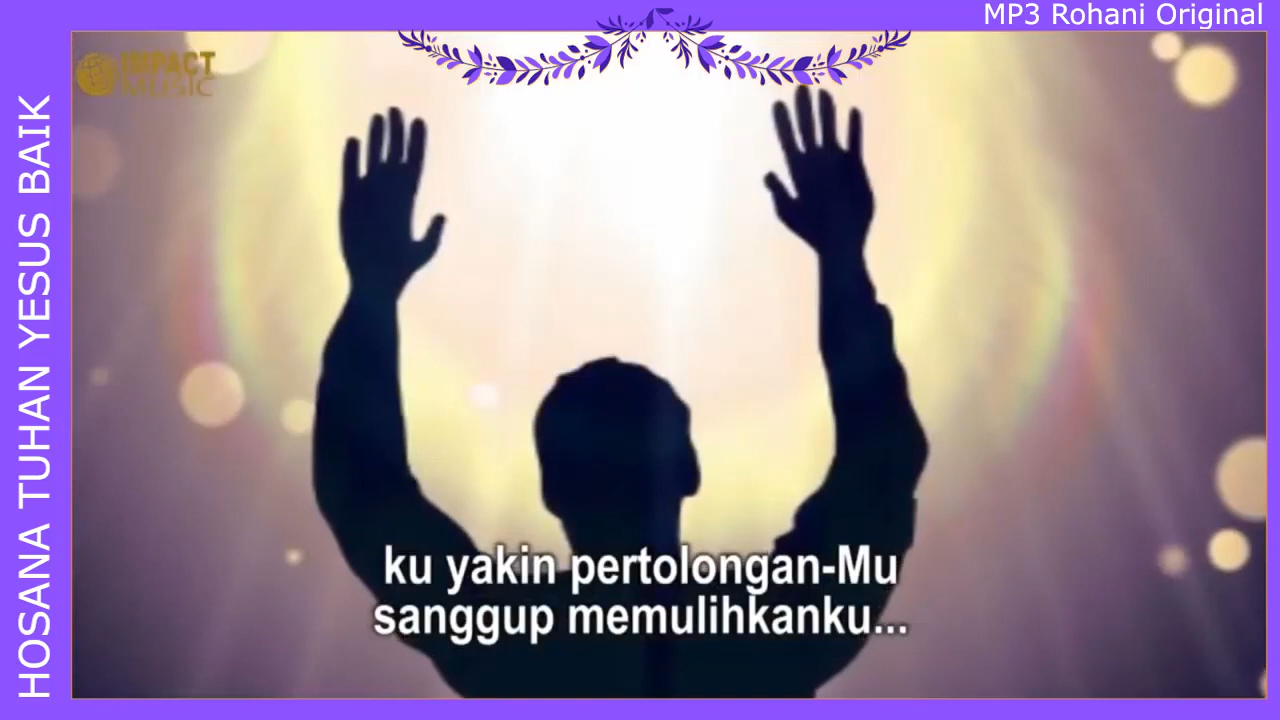 MP3 Rohani Original
IMPACT
MUSIC
HOSANA TUHAN YESUS BAIK
ku yakin pertolongan-Mu
sanggup memulihkanku...